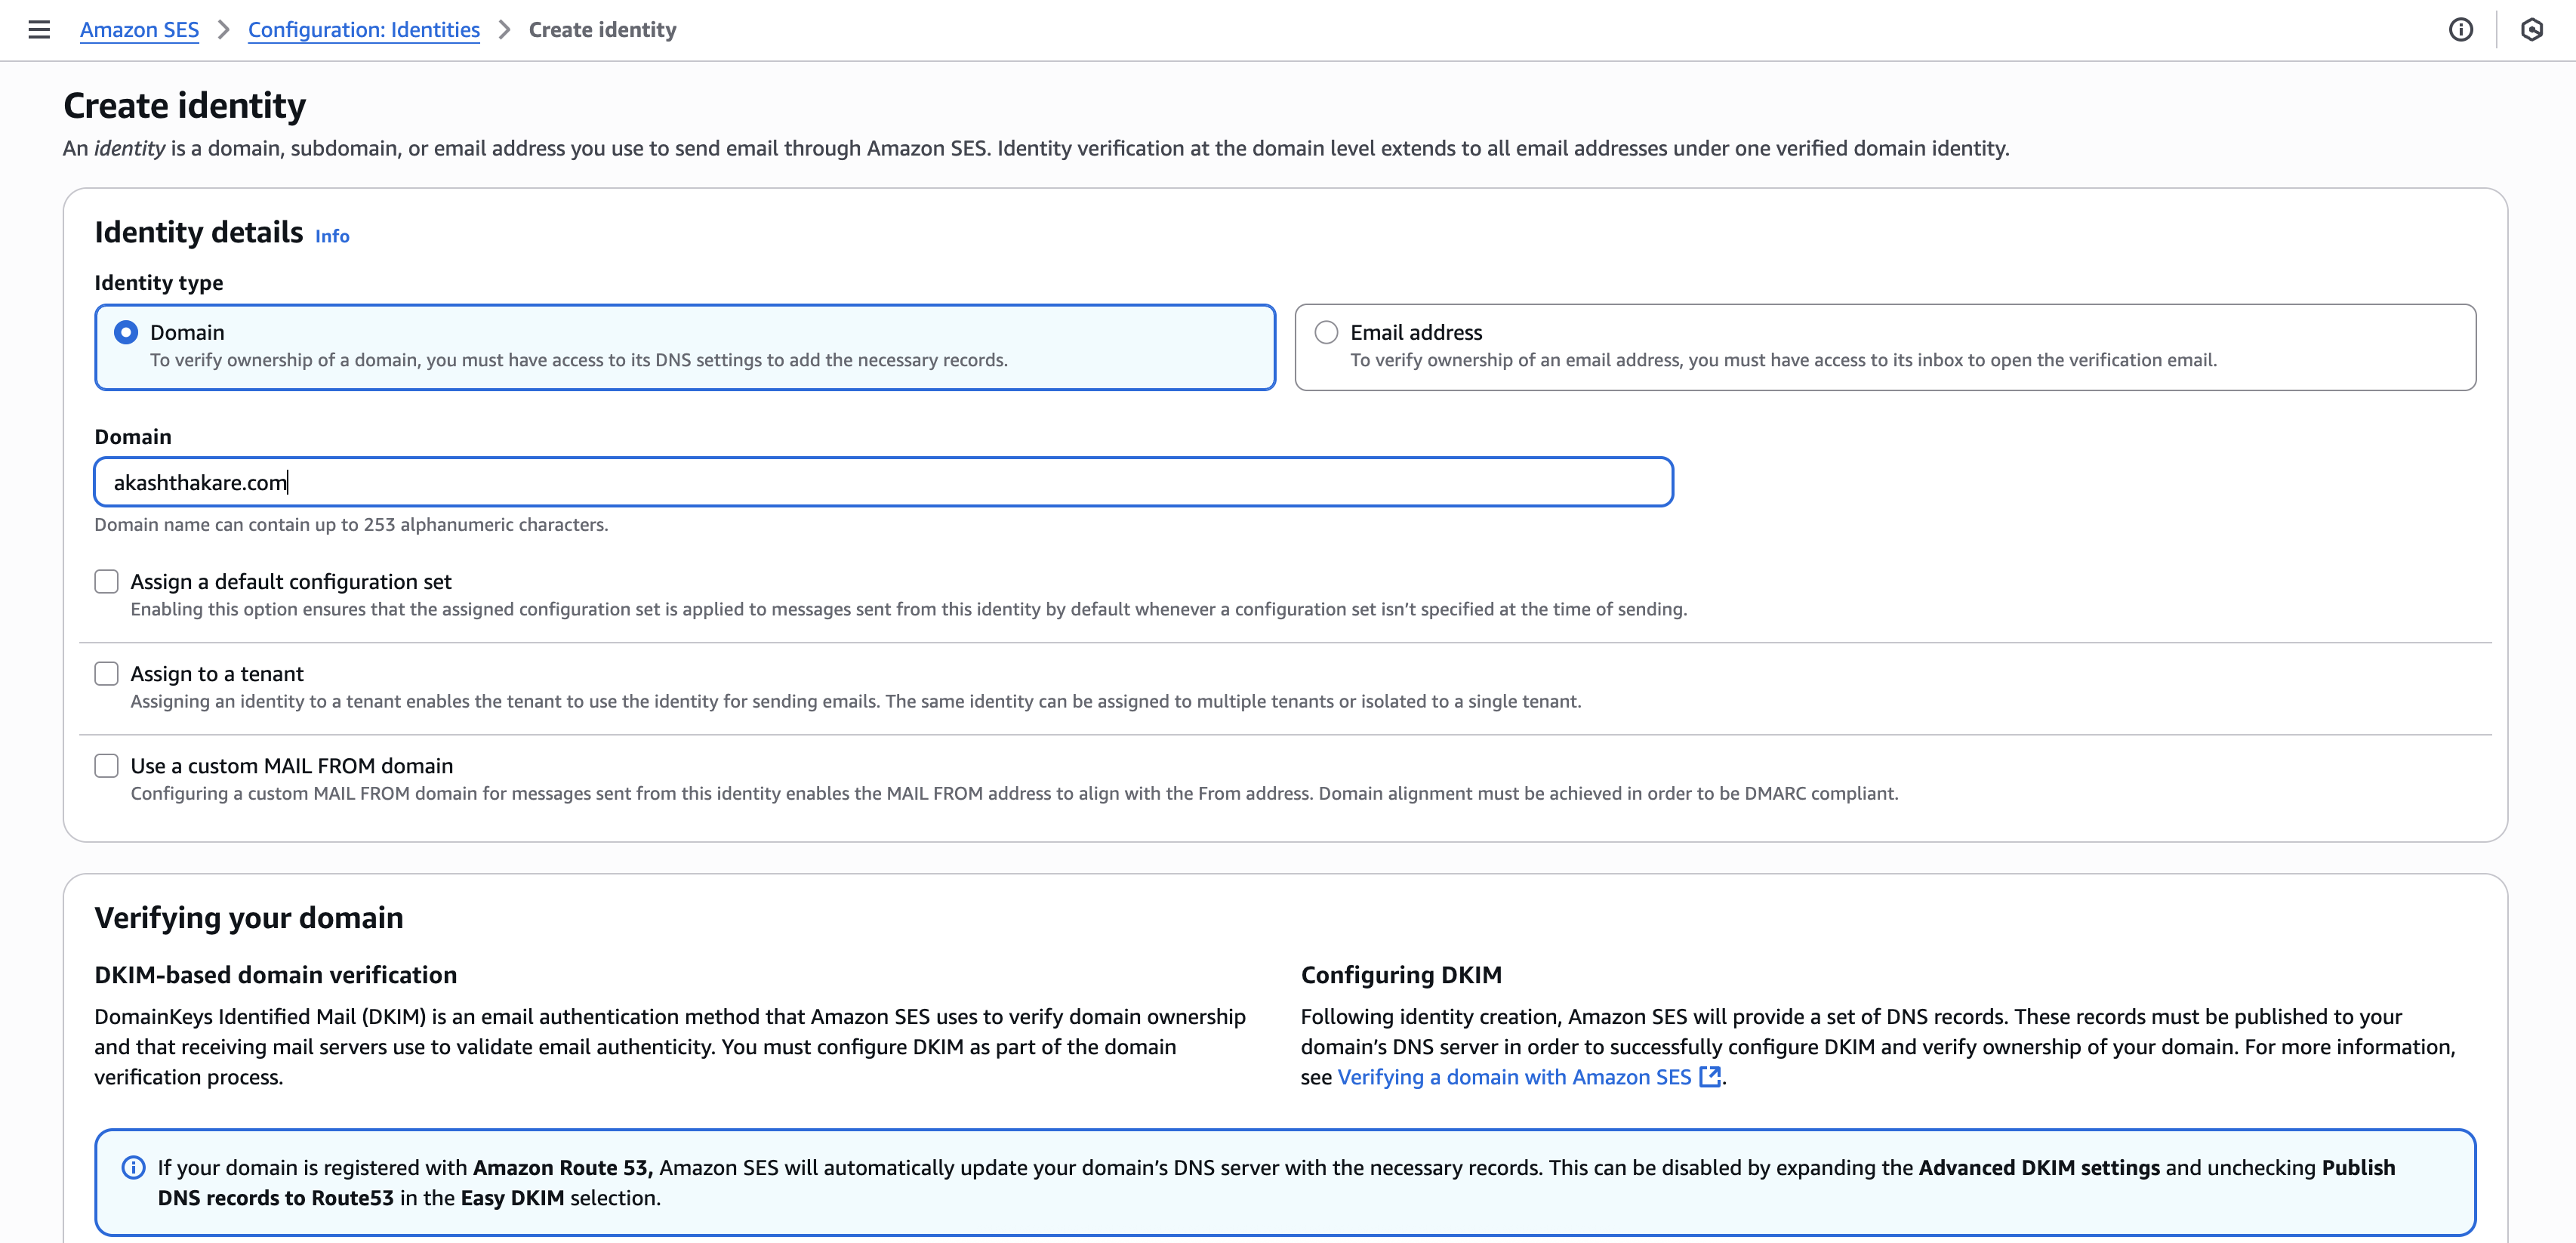 Amazon SES > Configuration: Identities > Create identity
Create identity
An identity is a domain, subdomain, or email address you use to send email through Amazon SES. Identity verification at the domain level extends to all email addresses under one verified domain identity.
Identity details Info
Identity type
Domain
To verify ownership of a domain, you must have access to its DNS settings to add the necessary records.
Email address
To verify ownership of an email address, you must have access to its inbox to open the verification email.
Domain
akashthakare.com
Domain name can contain up to 253 alphanumeric characters.
Assign a default configuration set
Enabling this option ensures that the assigned configuration set is applied to messages sent from this identity by default whenever a configuration set isn’t specified at the time of sending.
Assign to a tenant
Assigning an identity to a tenant enables the tenant to use the identity for sending emails. The same identity can be assigned to multiple tenants or isolated to a single tenant.
Use a custom MAIL FROM domain
Configuring a custom MAIL FROM domain for messages sent from this identity enables the MAIL FROM address to align with the From address. Domain alignment must be achieved in order to be DMARC compliant.
Verifying your domain
DKIM-based domain verification
DomainKeys Identified Mail (DKIM) is an email authentication method that Amazon SES uses to verify domain ownership
and that receiving mail servers use to validate email authenticity. You must configure DKIM as part of the domain
verification process.
Configuring DKIM
Following identity creation, Amazon SES will provide a set of DNS records. These records must be published to your
domain’s DNS server in order to successfully configure DKIM and verify ownership of your domain. For more information,
see Verifying a domain with Amazon SES.
If your domain is registered with Amazon Route 53, Amazon SES will automatically update your domain’s DNS server with the necessary records. This can be disabled by expanding the Advanced DKIM settings and unchecking Publish
DNS records to Route53 in the Easy DKIM selection.